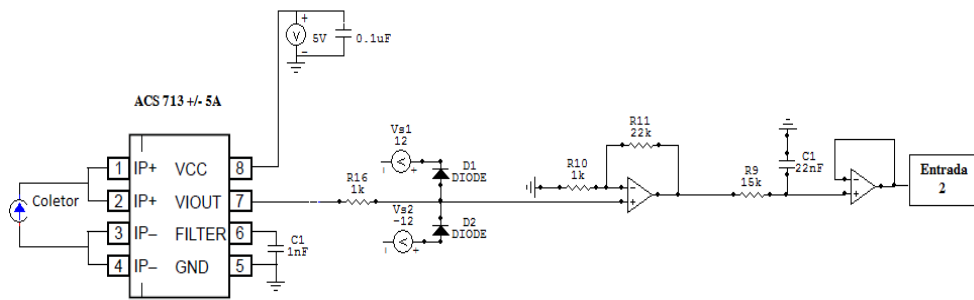 5V
0.1uF
ACS 713 +/- 5A
1 IP+ VCC 8
2 IP+ VIOUT 7
3 IP– FILTER 6
4 IP– GND 5
Coletor
C1
1nF
R16
1k
Vs1
12
D1
DIODE
Vs2
-12
D2
DIODE
R10
1k
R11
22k
R9
15k
C1
22nF
Entrada
2
V
+
-